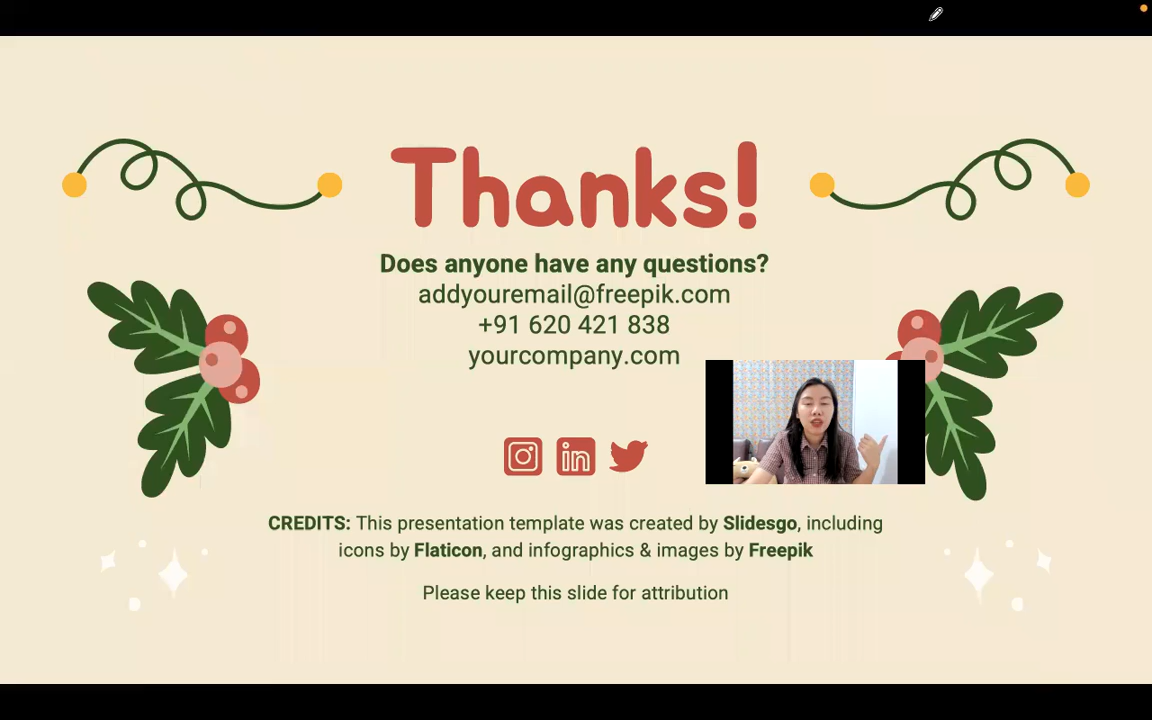 Thanks!
Does anyone have any questions?
addyouremail@freepik.com
+91 620 421 838
yourcompany.com
in
CREDITS: This presentation template was created by Slidesgo, including
icons by Flaticon, and infographics & images by Freepik
Please keep this slide for attribution